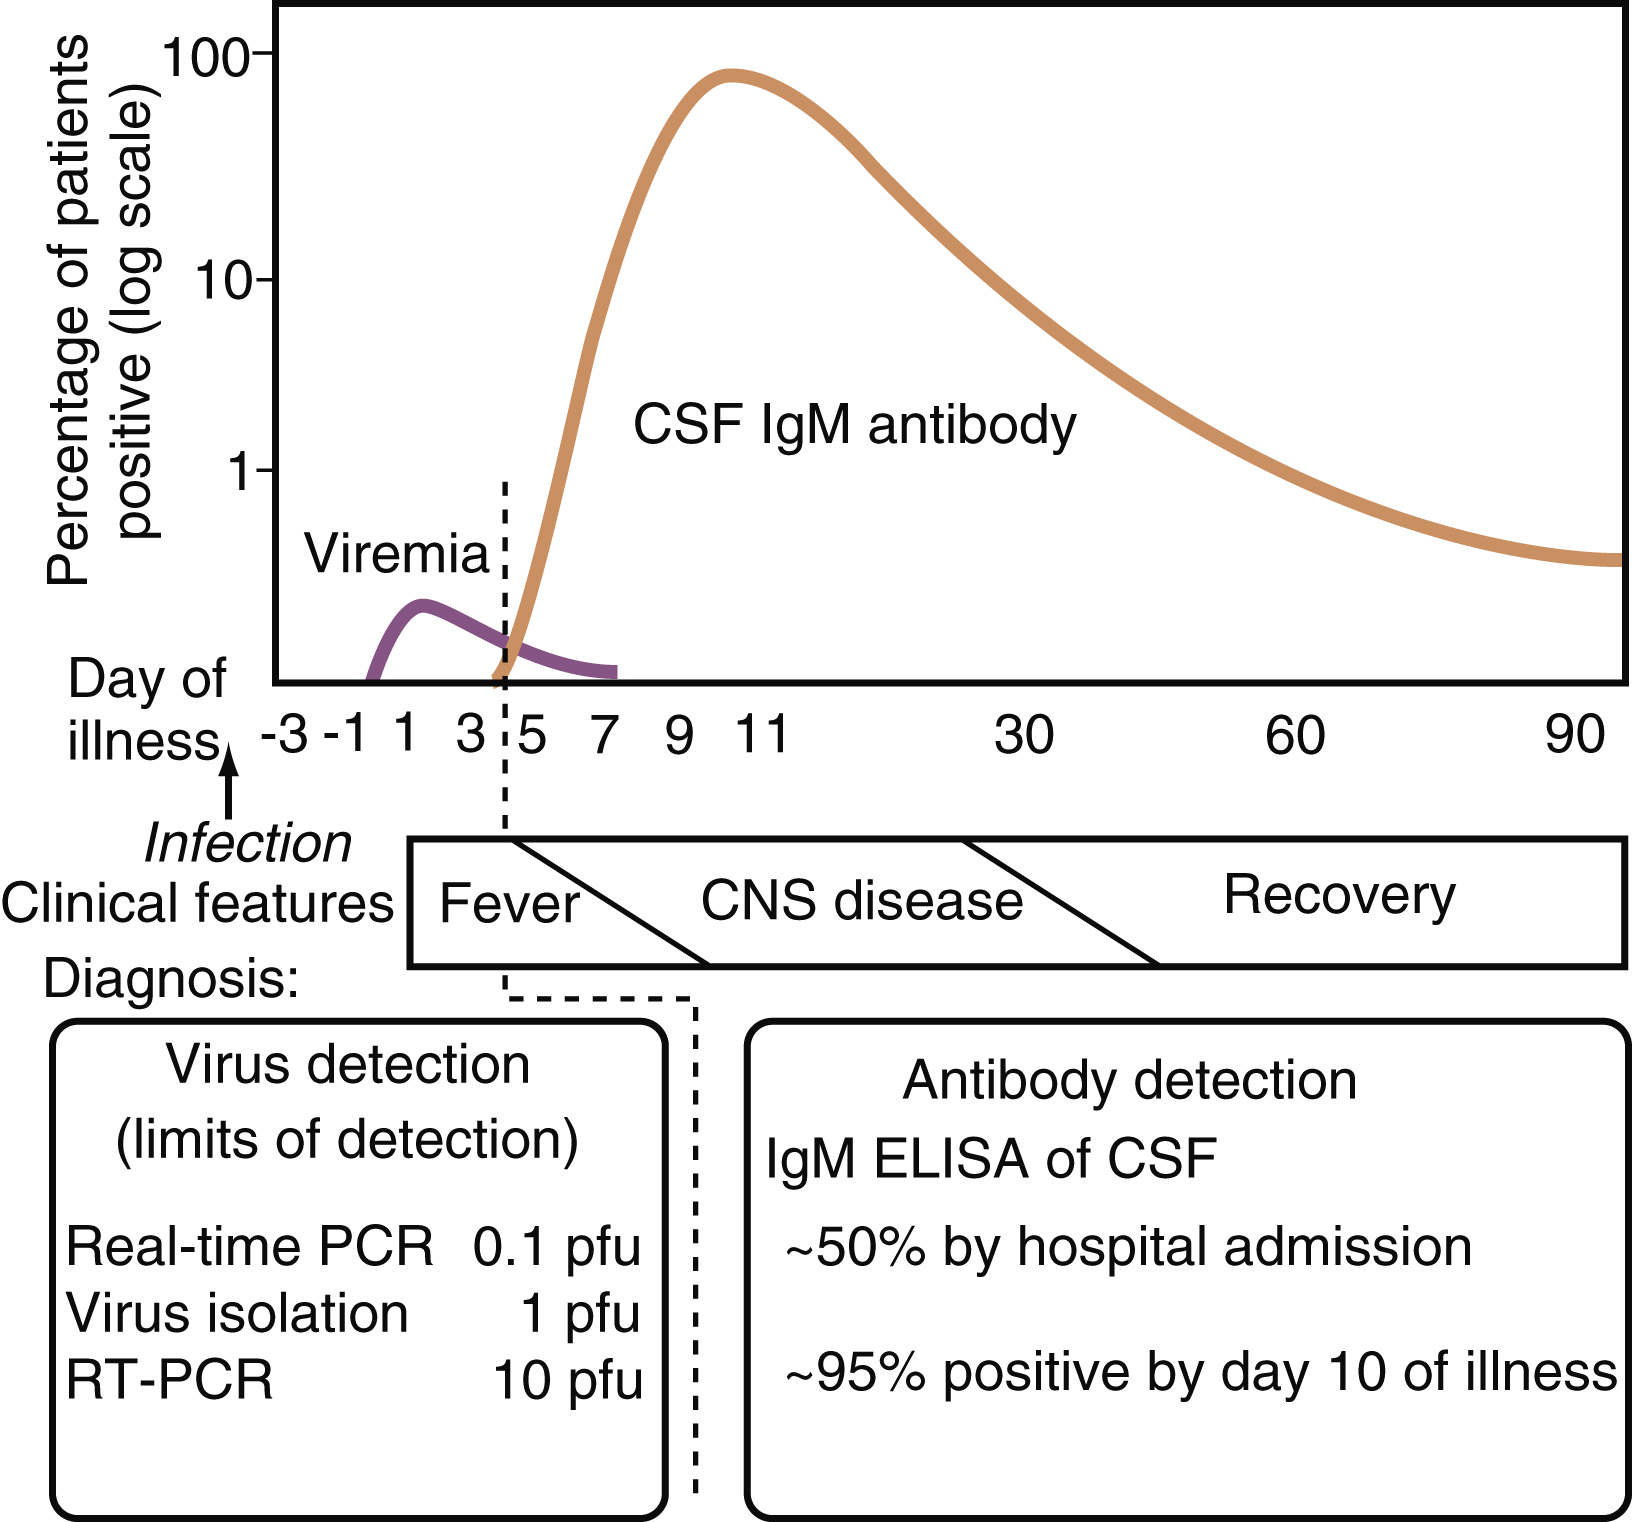 Percentage of patients
positive (log scale)
100
10
1
CSF IgM antibody
Viremia
Day of
illness
-3 -1 1 3 5 7 9 11 30 60 90
Infection
Clinical features
Fever
CNS disease
Recovery
Diagnosis:
Virus detection
(limits of detection)
Real-time PCR 0.1 pfu
Virus isolation 1 pfu
RT-PCR 10 pfu
Antibody detection
IgM ELISA of CSF
~50% by hospital admission
~95% positive by day 10 of illness